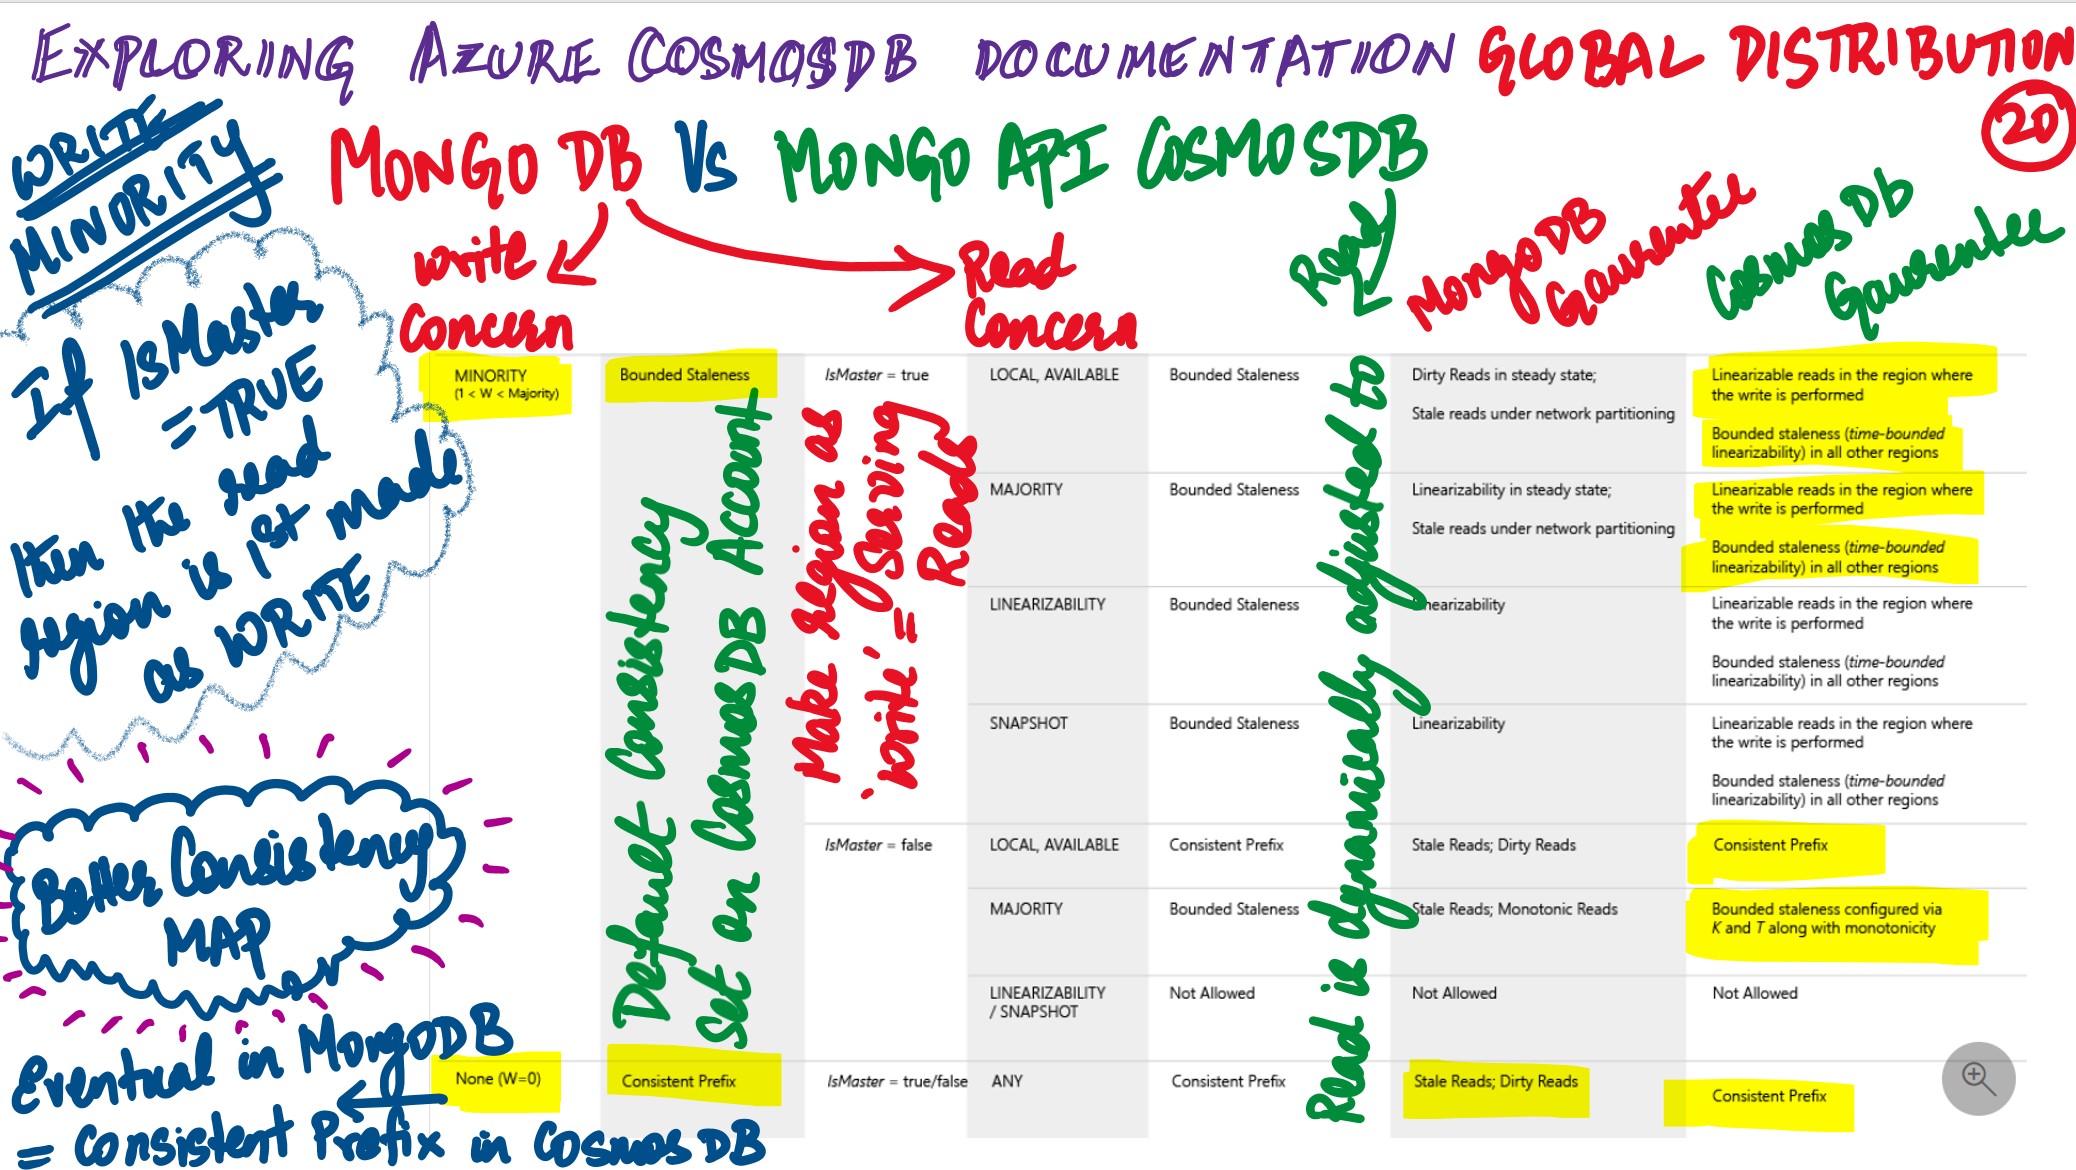 EXPLORING AZURE COSMOSDB DOCUMENTATION GLOBAL DISTRIBUTION
20
MONGO DB Vs MONGO API COSMOSDB
WRITE
MINORITY
If IsMaster
= TRUE
then the read
region is 1st made
as WRITE
Better Consistency
MAP
Eventual in MongoDB
= Consistent Prefix in COSMOS DB
write
Concern
Read
Concern
Read
MongoDB
Gaurentee
Cosmos Db
Gaurentee
Default Consistency
Set on CosmosDB Account
Make region as
'write' = Serving
Reads
Read is dynamically adjusted to
MINORITY
(1 < W < Majority)
Bounded Staleness
IsMaster = true
LOCAL, AVAILABLE
Bounded Staleness
Dirty Reads in steady state;
Stale reads under network partitioning
Linearizable reads in the region where
the write is performed
Bounded staleness (time-bounded
linearizability) in all other regions
MAJORITY
Bounded Staleness
Linearizability in steady state;
Stale reads under network partitioning
Linearizable reads in the region where
the write is performed
Bounded staleness (time-bounded
linearizability) in all other regions
LINEARIZABILITY
Bounded Staleness
Linearizability
Linearizable reads in the region where
the write is performed
Bounded staleness (time-bounded
linearizability) in all other regions
SNAPSHOT
Bounded Staleness
Linearizability
Linearizable reads in the region where
the write is performed
Bounded staleness (time-bounded
linearizability) in all other regions
IsMaster = false
LOCAL, AVAILABLE
Consistent Prefix
Stale Reads; Dirty Reads
Consistent Prefix
MAJORITY
Bounded Staleness
Stale Reads; Monotonic Reads
Bounded staleness configured via
K and T along with monotonicity
LINEARIZABILITY
/ SNAPSHOT
Not Allowed
Not Allowed
Not Allowed
None (W=0)
Consistent Prefix
IsMaster = true/false
ANY
Consistent Prefix
Stale Reads; Dirty Reads
Consistent Prefix